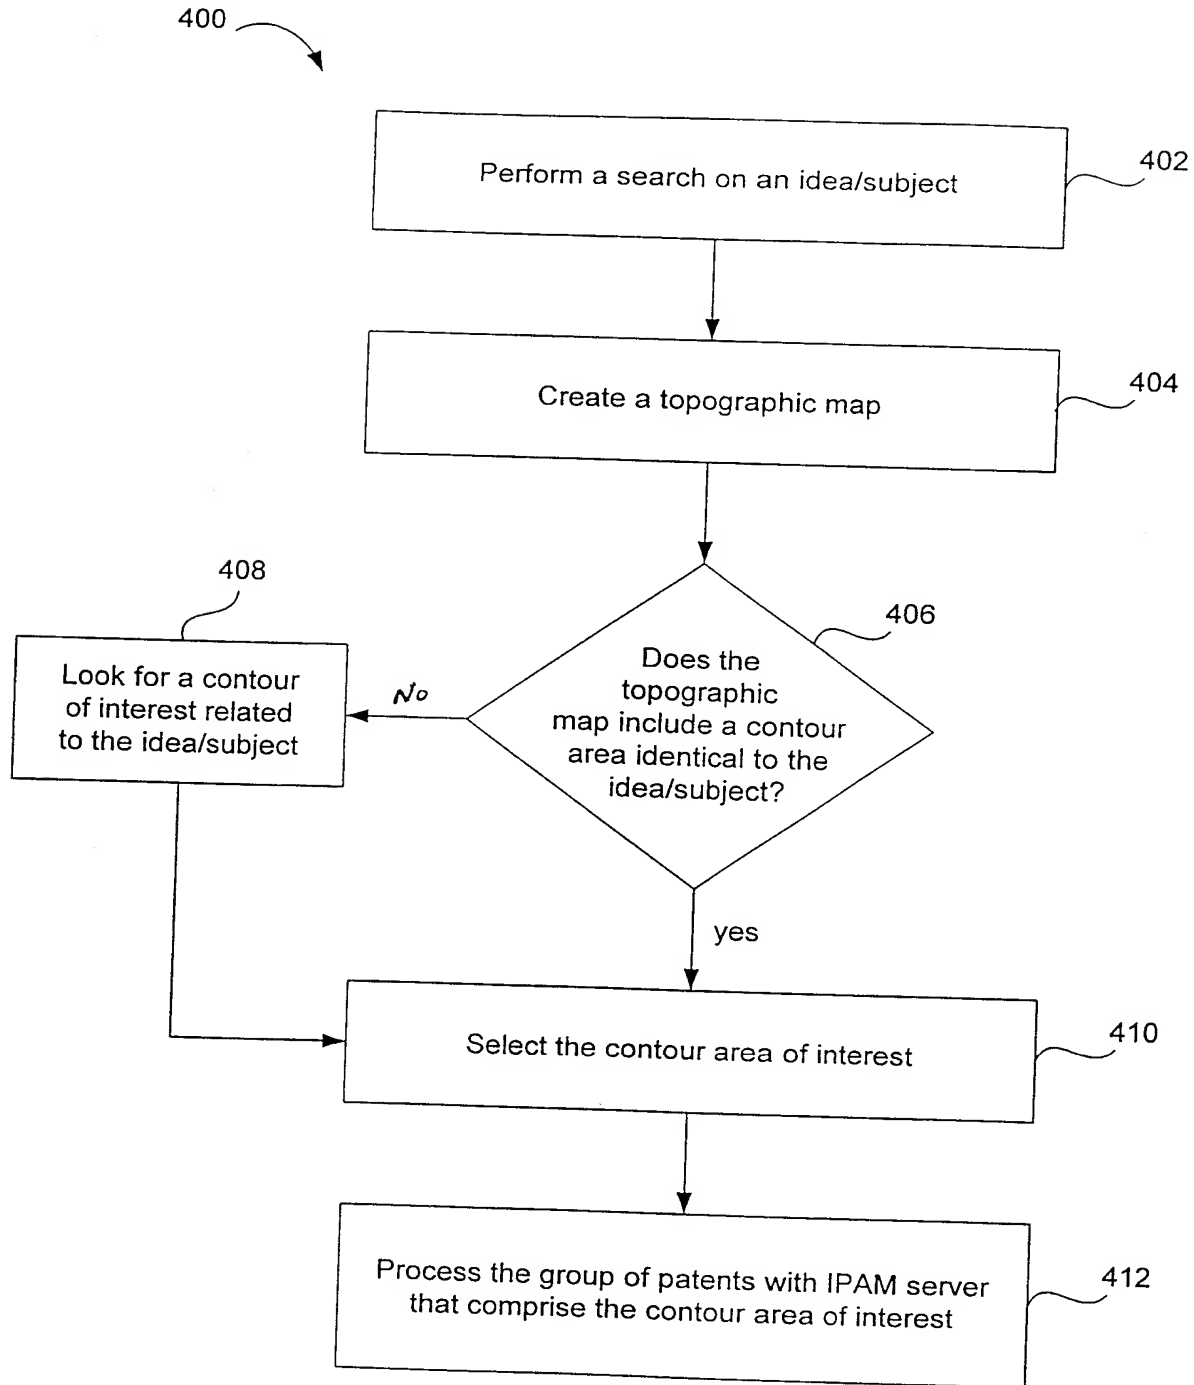 400
Perform a search on an idea/subject
402
Create a topographic map
404
408
406
Look for a contour
of interest related
to the idea/subject
No
Does the
topographic
map include a contour
area identical to the
idea/subject?
yes
Select the contour area of interest
410
Process the group of patents with IPAM server
that comprise the contour area of interest
412